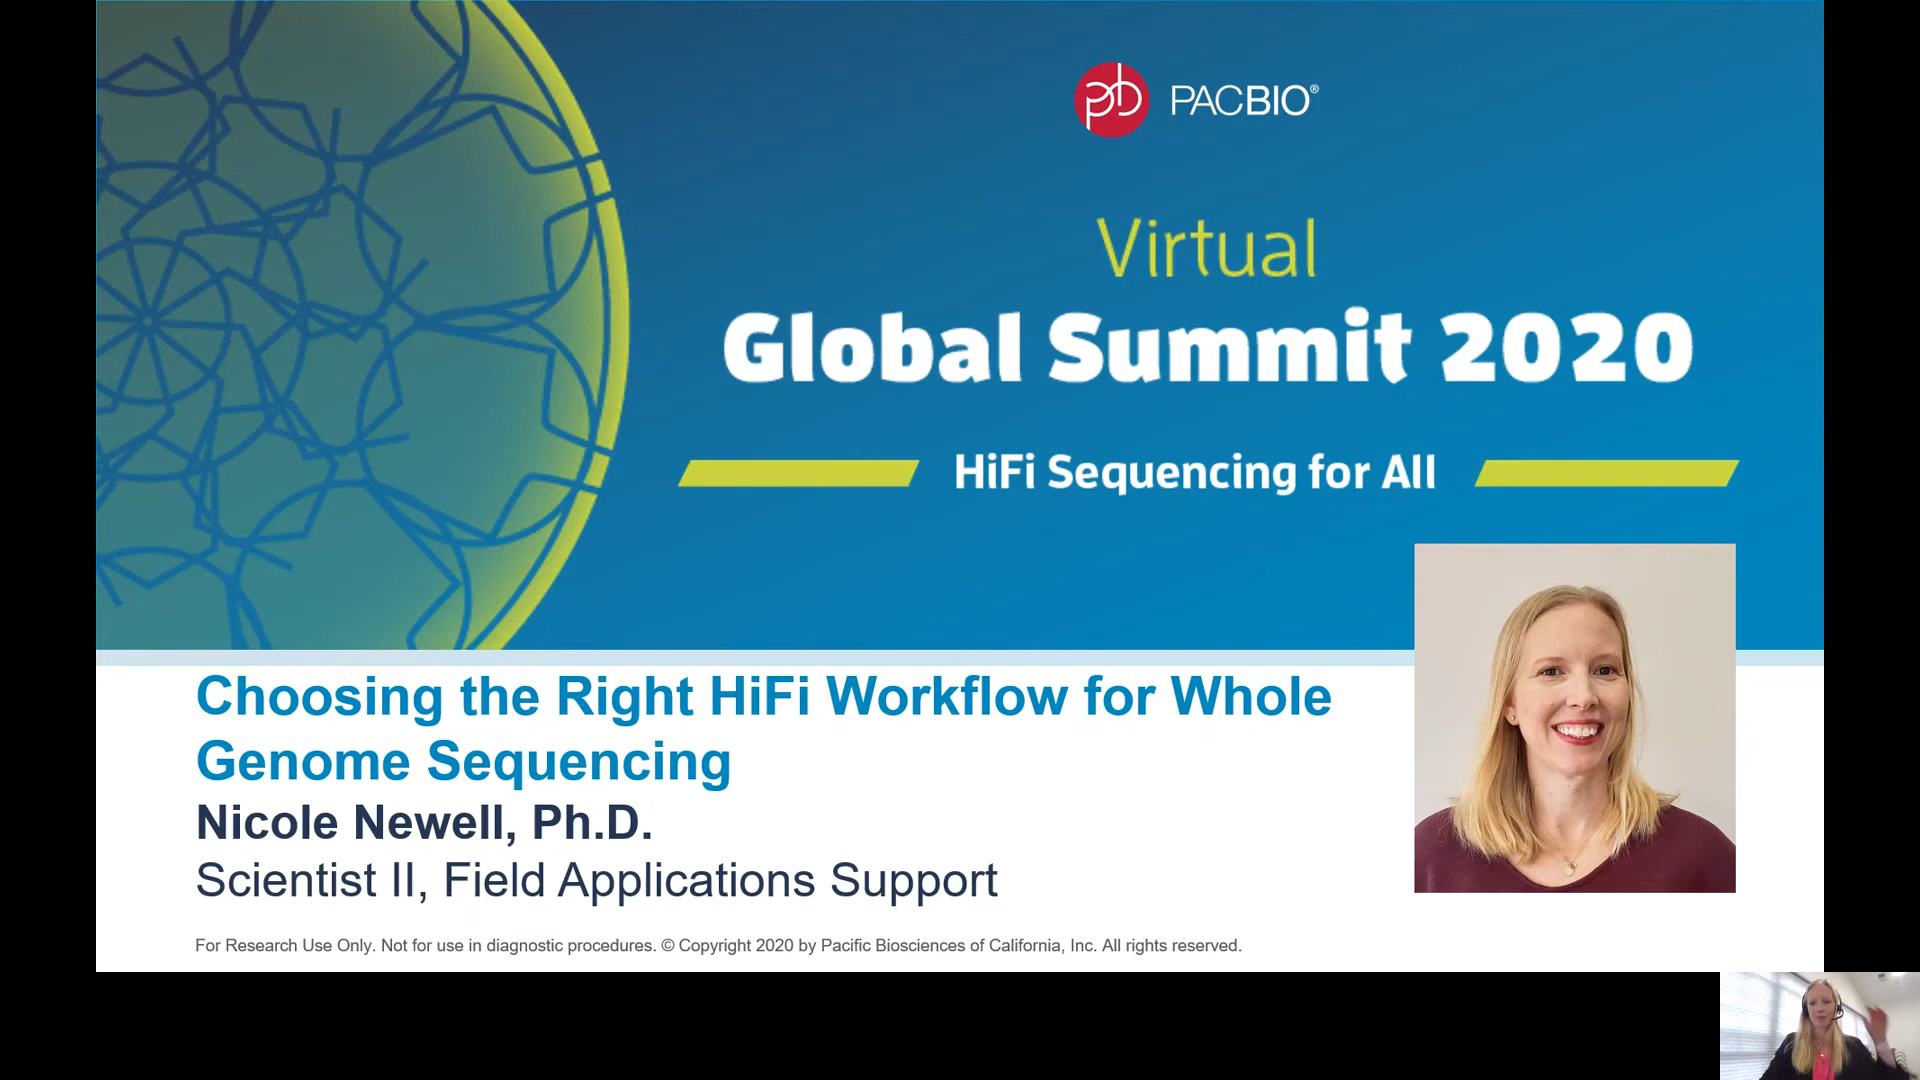 pb PACBIO®
Virtual
Global Summit 2020
HiFi Sequencing for All
Choosing the Right HiFi Workflow for Whole
Genome Sequencing
Nicole Newell, Ph.D.
Scientist II, Field Applications Support
For Research Use Only. Not for use in diagnostic procedures. © Copyright 2020 by Pacific Biosciences of California, Inc. All rights reserved.